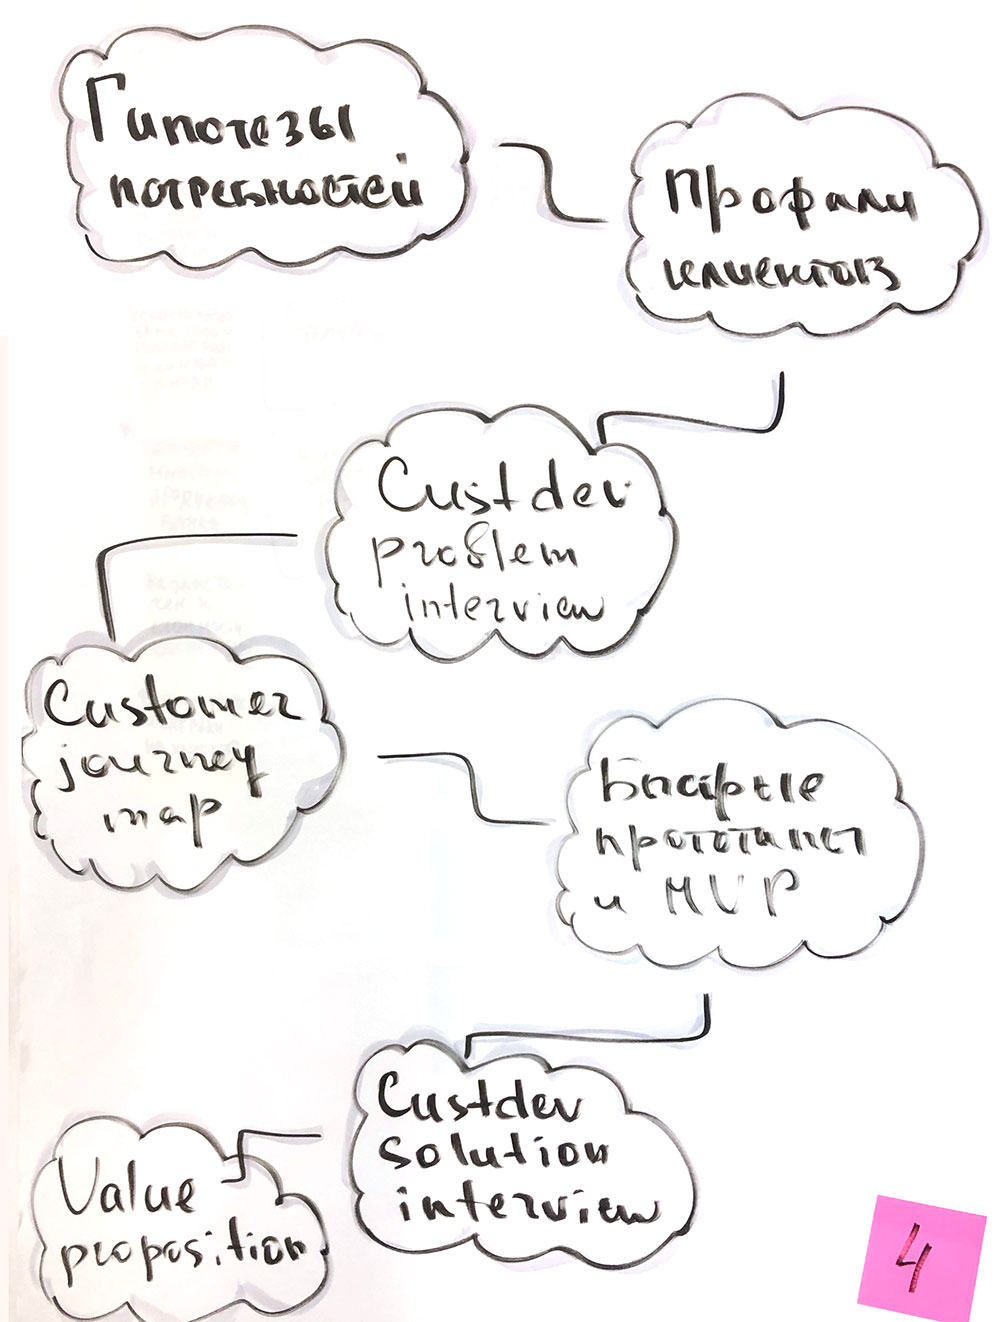 Гипотезы
потребностей
Профили
клиентов
Custdev
problem
interview
Customer
journey
map
Быстрые
прототипы
и MVP
Custdev
solution
interview
Value
proposition
4